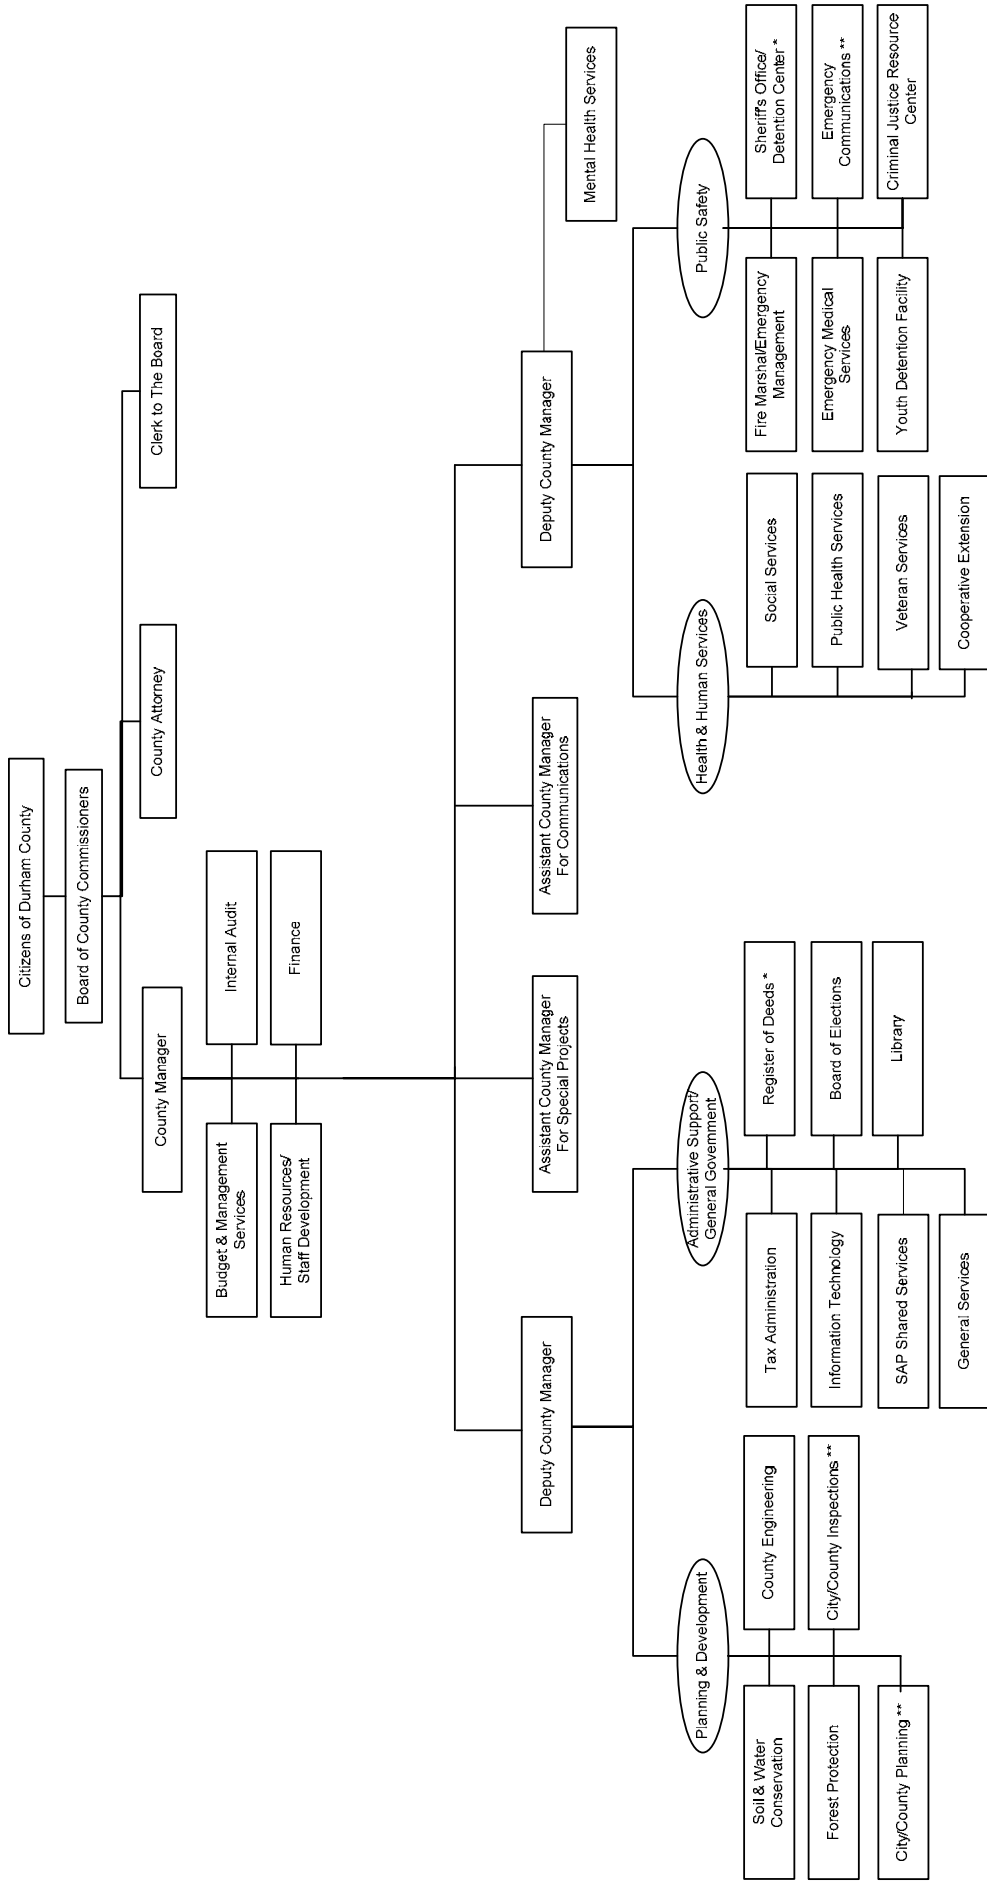 Citizens of Durham County
Board of County Commissioners
County Manager
County Attorney
Clerk to The Board
Budget & Management
Services
Internal Audit
Human Resources/
Staff Development
Finance
Deputy County Manager
Assistant County Manager
For Special Projects
Assistant County Manager
For Communications
Deputy County Manager
Mental Health Services
Planning & Development
Administrative Support/
General Government
Health & Human Services
Public Safety
Soil & Water
Conservation
County Engineering
Forest Protection
City/County Inspections **
City/County Planning **
Tax Administration
Register of Deeds *
Information Technology
Board of Elections
SAP Shared Services
Library
General Services
Social Services
Public Health Services
Veteran Services
Cooperative Extension
Fire Marshal/Emergency
Management
Sheriff's Office/
Detention Center *
Emergency Medical
Services
Emergency
Communications **
Youth Detention Facility
Criminal Justice Resource
Center